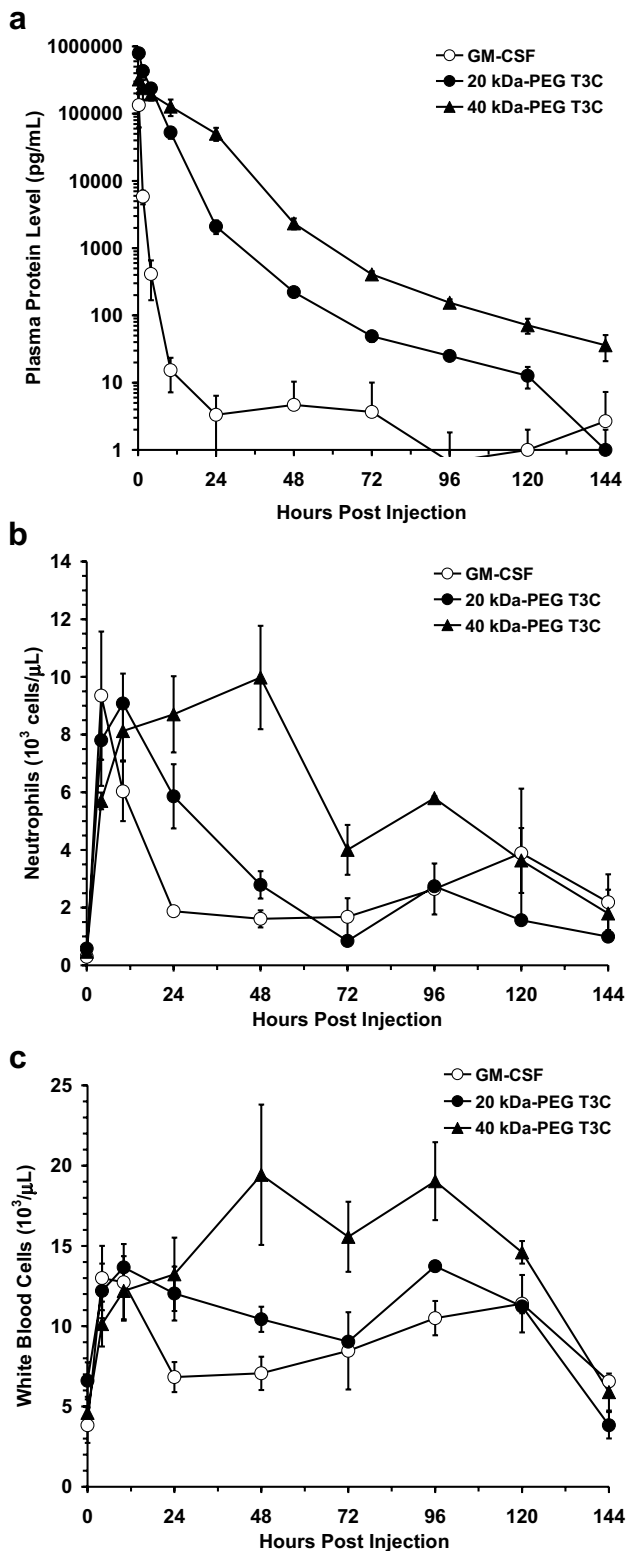 a
1000000
100000
10000
1000
100
10
1
Plasma Protein Level (pg/mL)
GM-CSF
20 kDa-PEG T3C
40 kDa-PEG T3C
0 24 48 72 96 120 144
Hours Post Injection
b
14
12
10
8
6
4
2
0
Neutrophils (10³ cells/μL)
GM-CSF
20 kDa-PEG T3C
40 kDa-PEG T3C
0 24 48 72 96 120 144
Hours Post Injection
c
25
20
15
10
5
0
White Blood Cells (10³/μL)
GM-CSF
20 kDa-PEG T3C
40 kDa-PEG T3C
0 24 48 72 96 120 144
Hours Post Injection